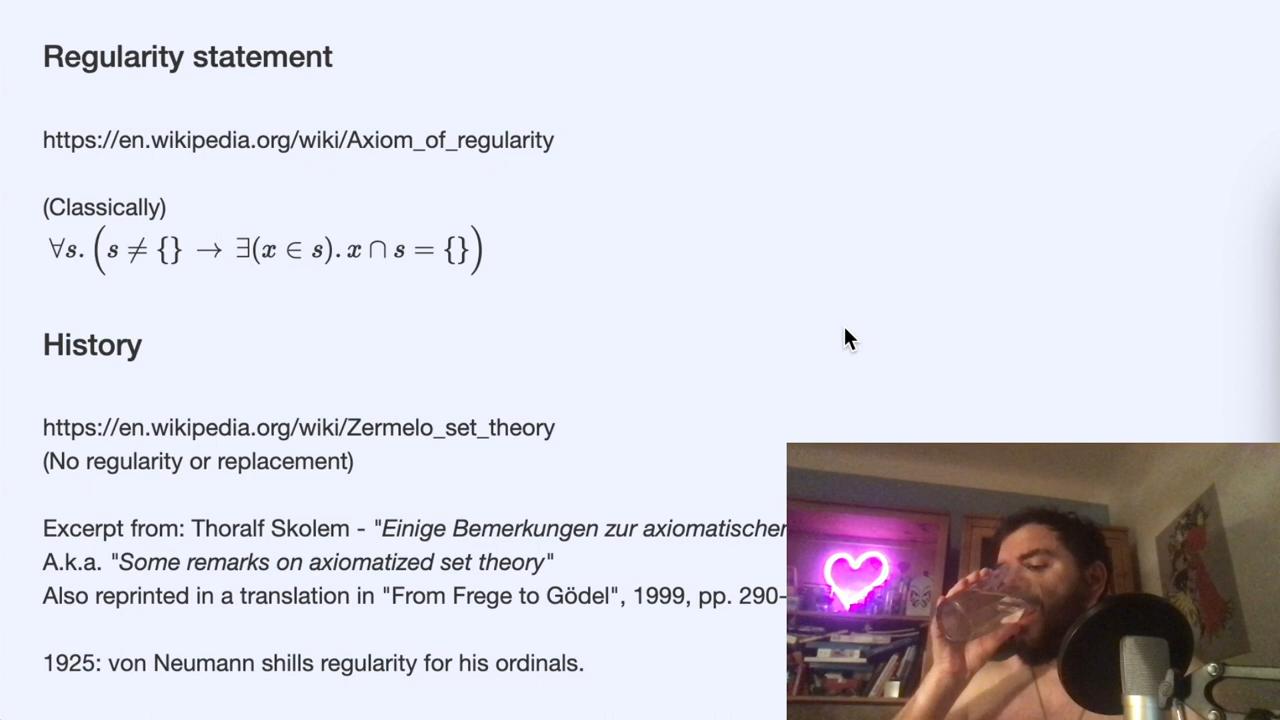 Regularity statement
https://en.wikipedia.org/wiki/Axiom_of_regularity
(Classically)
∀s. (s ≠ {} → ∃(x ∈ s). x ∩ s = {})
History
https://en.wikipedia.org/wiki/Zermelo_set_theory
(No regularity or replacement)
Excerpt from: Thoralf Skolem - "Einige Bemerkungen zur axiomatischen
A.k.a. "Some remarks on axiomatized set theory"
Also reprinted in a translation in "From Frege to Gödel", 1999, pp. 290-
1925: von Neumann shills regularity for his ordinals.